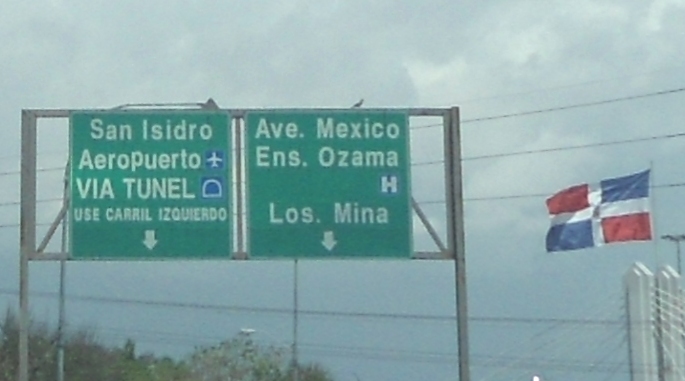 San Isidro
Aeropuerto
VIA TUNEL
USE CARRIL IZQUIERDO
Ave. Mexico
Ens. Ozama
H
Los. Mina